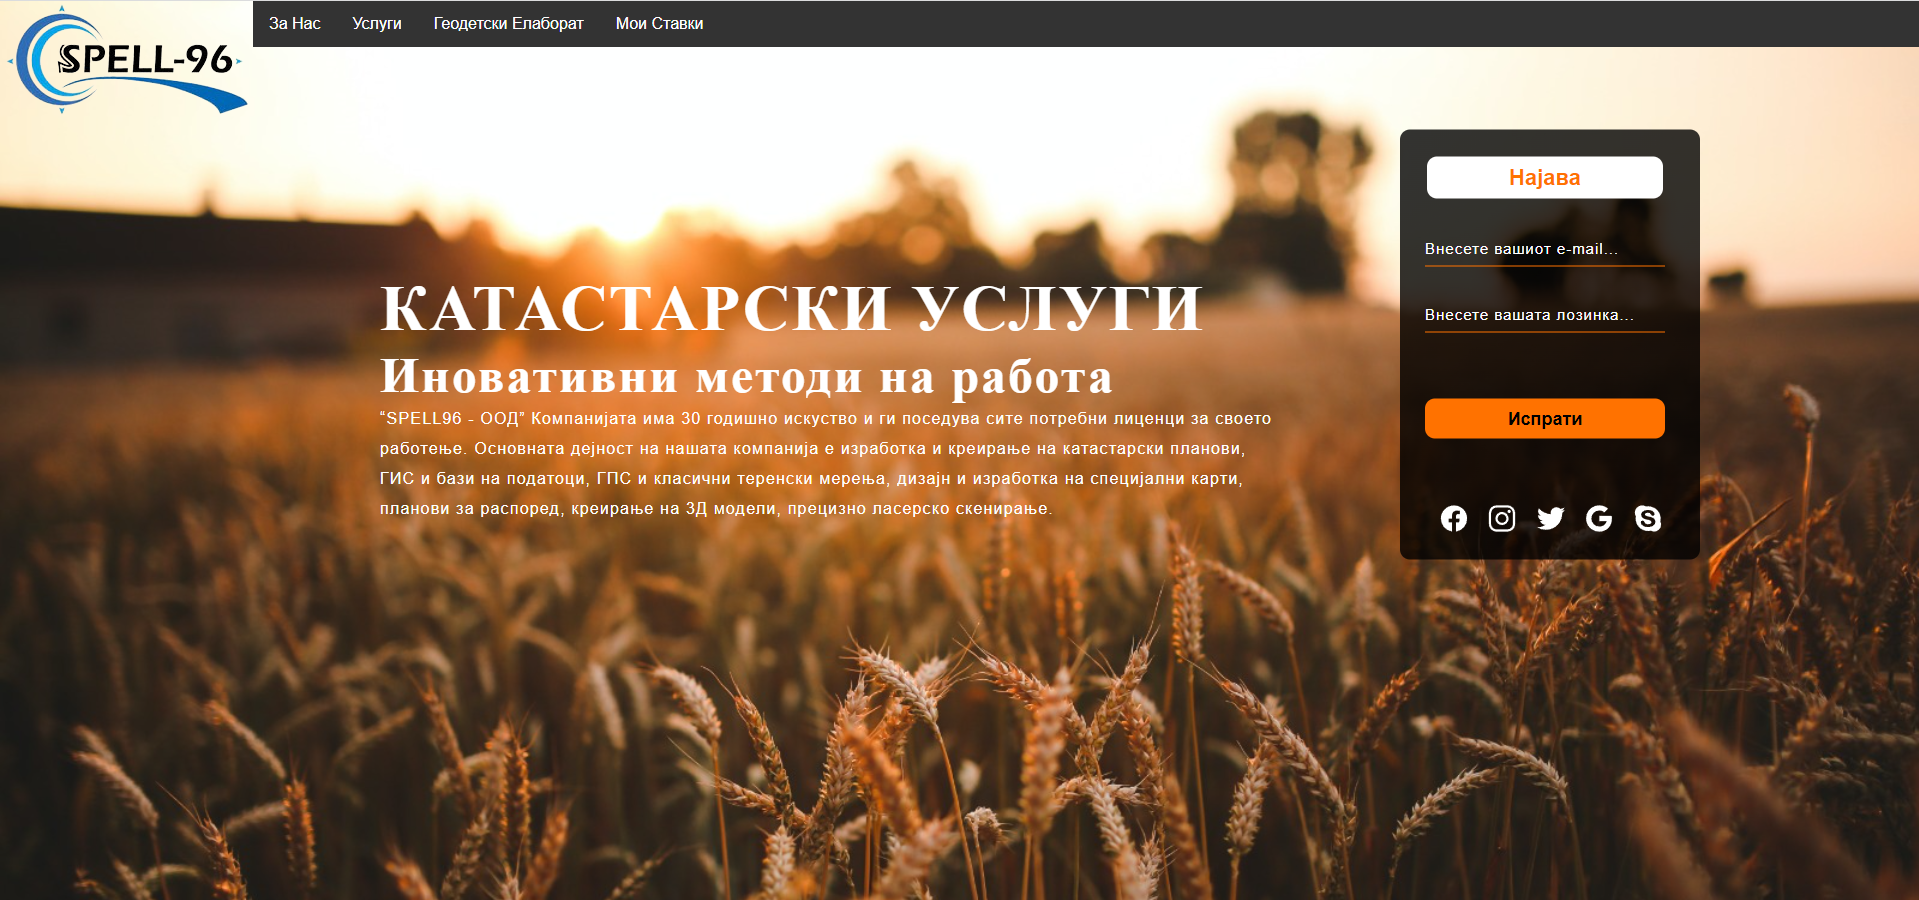 SPELL-96
За Нас Услуги Геодетски Елаборат Мои Ставки
Најава
Внесете вашиот e-mail...
Внесете вашата лозинка...
Испрати
КАТАСТАРСКИ УСЛУГИ
Иновативни методи на работа
“SPELL96 - ООД” Компанијата има 30 годишно искуство и ги поседува сите потребни лиценци за своето
работење. Основната дејност на нашата компанија е изработка и креирање на катастарски планови,
ГИС и бази на податоци, ГПС и класични теренски мерења, дизајн и изработка на специјални карти,
планови за распоред, креирање на 3Д модели, прецизно ласерско скенирање.